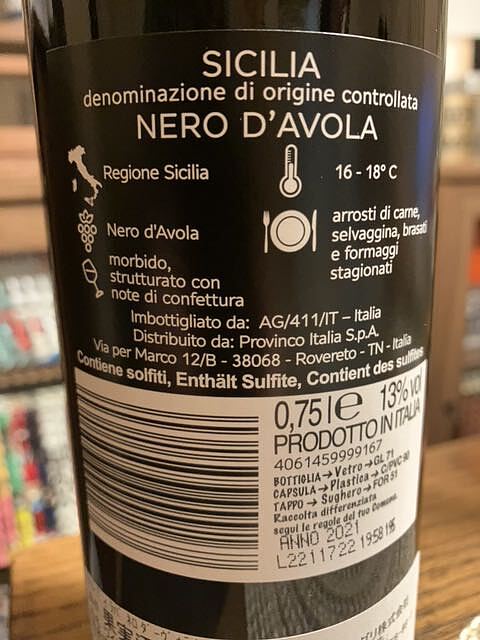 SICILIA
denominazione di origine controllata
NERO D'AVOLA
Regione Sicilia
16 - 18° C
Nero d'Avola
arrosti di carne,
selvaggina, brasati
e formaggi
stagionati
morbido,
strutturato con
note di confettura
Imbottigliato da: AG/411/IT – Italia
Distribuito da: Provinco Italia S.p.A.
Via per Marco 12/B - 38068 - Rovereto - TN - Italia
Contiene solfiti, Enthält Sulfite, Contient des sulfites
0,75 l e 13% vol
PRODOTTO IN ITALIA
4061459999167
BOTTIGLIA→Vetro→GL 71
CAPSULA→Plastica→C/PVC 90
TAPPO→Sughero→FOR 51
Raccolta differenziata
segui le regole del tuo Comune.
ANNO 2021
L2211722 19:58 1R5